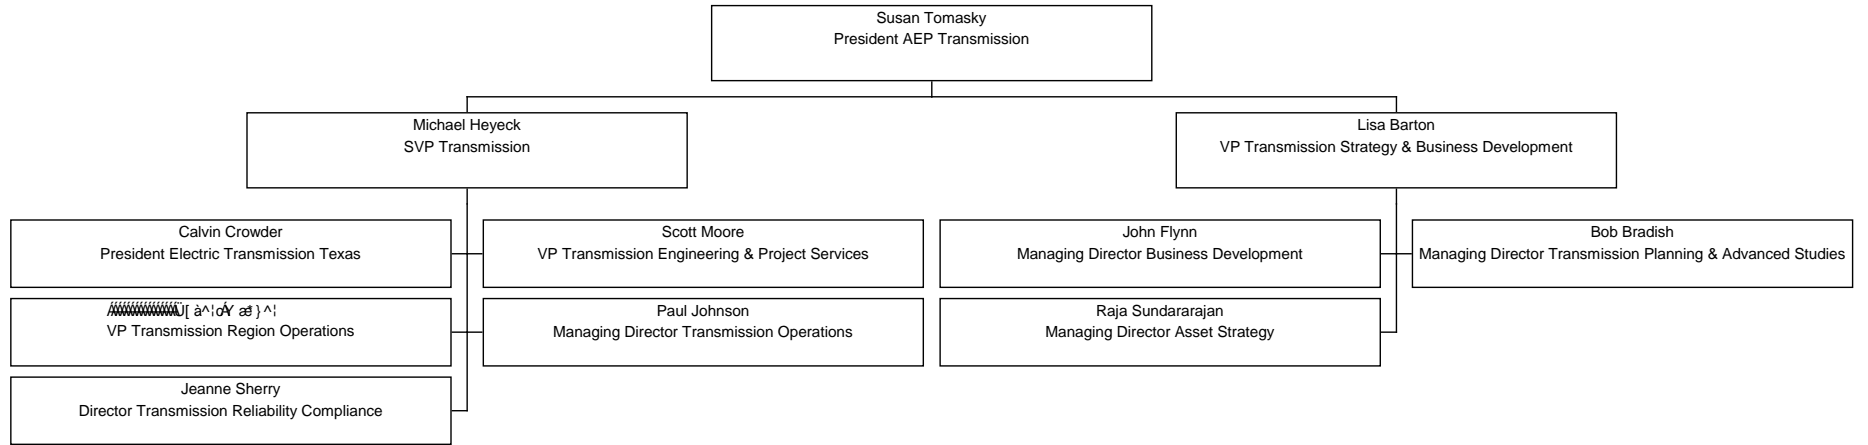 Susan Tomasky
President AEP Transmission
Michael Heyeck
SVP Transmission
Lisa Barton
VP Transmission Strategy & Business Development
Calvin Crowder
President Electric Transmission Texas
Scott Moore
VP Transmission Engineering & Project Services
John Flynn
Managing Director Business Development
Bob Bradish
Managing Director Transmission Planning & Advanced Studies
VP Transmission Region Operations
Paul Johnson
Managing Director Transmission Operations
Raja Sundararajan
Managing Director Asset Strategy
Jeanne Sherry
Director Transmission Reliability Compliance